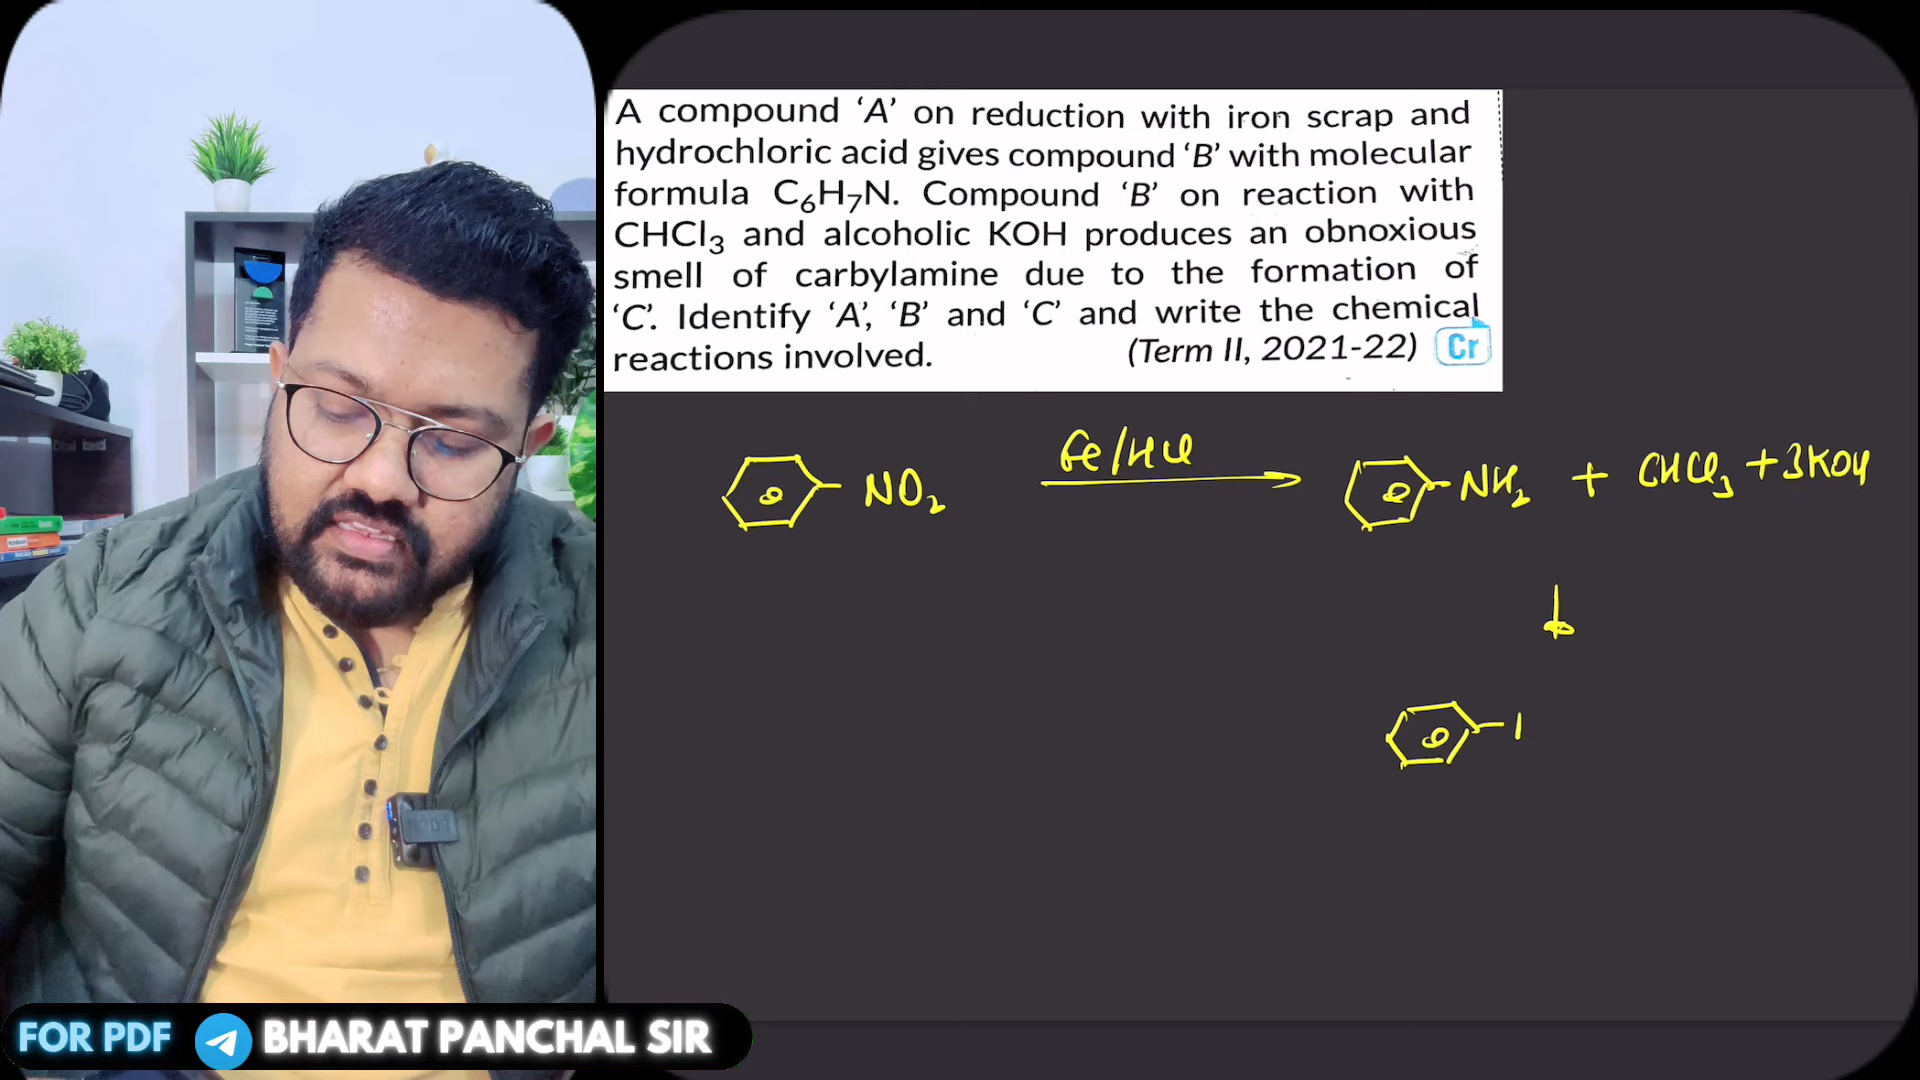 A compound ‘A’ on reduction with iron scrap and
hydrochloric acid gives compound ‘B’ with molecular
formula C₆H₇N. Compound ‘B’ on reaction with
CHCl₃ and alcoholic KOH produces an obnoxious
smell of carbylamine due to the formation of
‘C’. Identify ‘A’, ‘B’ and ‘C’ and write the chemical
reactions involved. (Term II, 2021-22) Cr
Fe/HCl
NO₂ NH₂ + CHCl₃ + 3KOH
FOR PDF BHARAT PANCHAL SIR